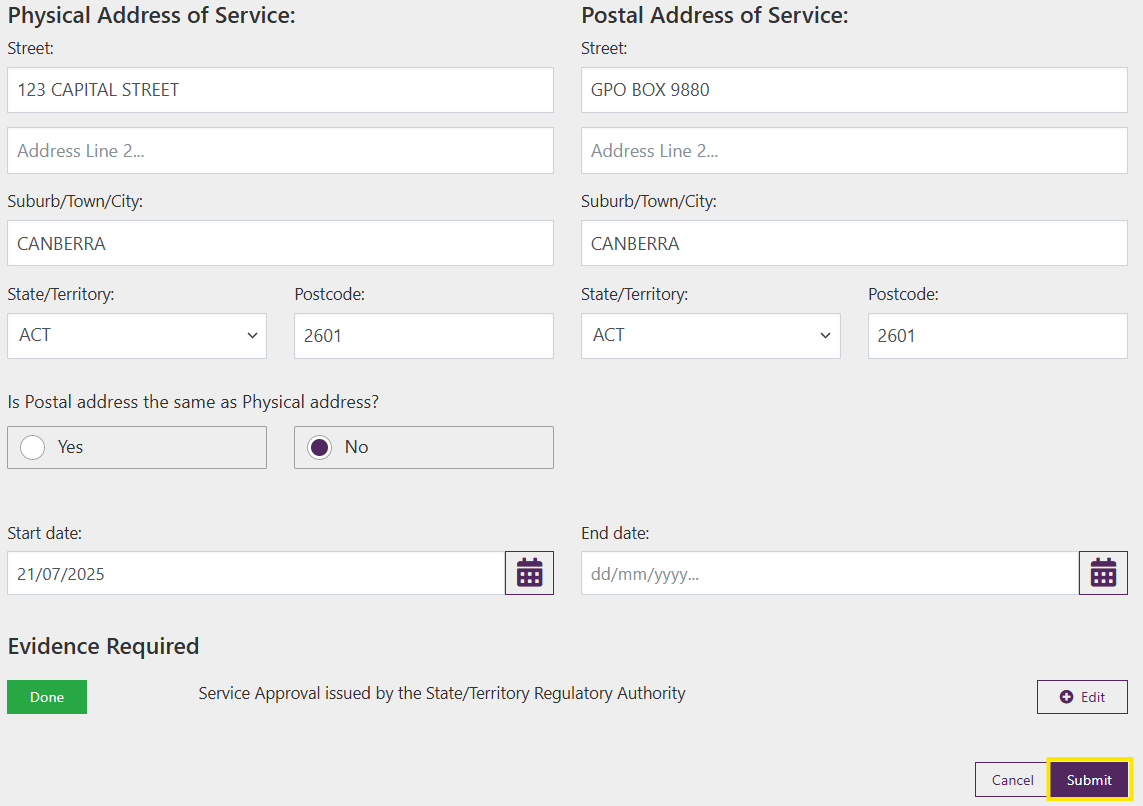 Physical Address of Service:
Postal Address of Service:
Street:
Street:
123 CAPITAL STREET
GPO BOX 9880
Address Line 2...
Address Line 2...
Suburb/Town/City:
Suburb/Town/City:
CANBERRA
CANBERRA
State/Territory:
Postcode:
State/Territory:
Postcode:
ACT
2601
ACT
2601
Is Postal address the same as Physical address?
Yes
No
Start date:
End date:
21/07/2025
dd/mm/yyyy...
Evidence Required
Done
Service Approval issued by the State/Territory Regulatory Authority
Edit
Cancel
Submit